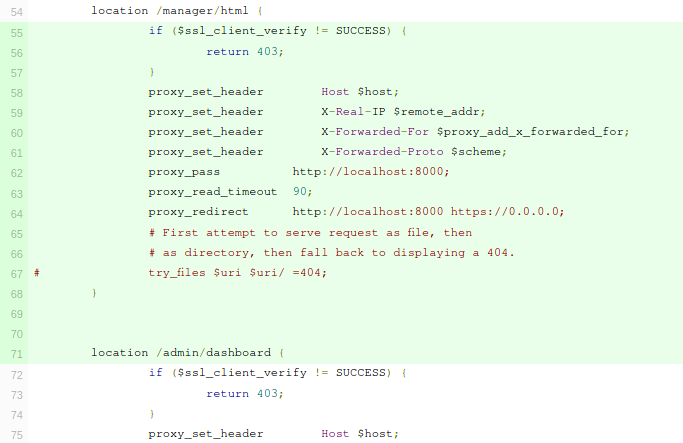 54 location /manager/html {
55 if ($ssl_client_verify != SUCCESS) {
56 return 403;
57 }
58 proxy_set_header Host $host;
59 proxy_set_header X-Real-IP $remote_addr;
60 proxy_set_header X-Forwarded-For $proxy_add_x_forwarded_for;
61 proxy_set_header X-Forwarded-Proto $scheme;
62 proxy_pass http://localhost:8000;
63 proxy_read_timeout 90;
64 proxy_redirect http://localhost:8000 https://0.0.0.0;
65 # First attempt to serve request as file, then
66 # as directory, then fall back to displaying a 404.
67 # try_files $uri $uri/ =404;
68 }
69
70
71 location /admin/dashboard {
72 if ($ssl_client_verify != SUCCESS) {
73 return 403;
74 }
75 proxy_set_header Host $host;